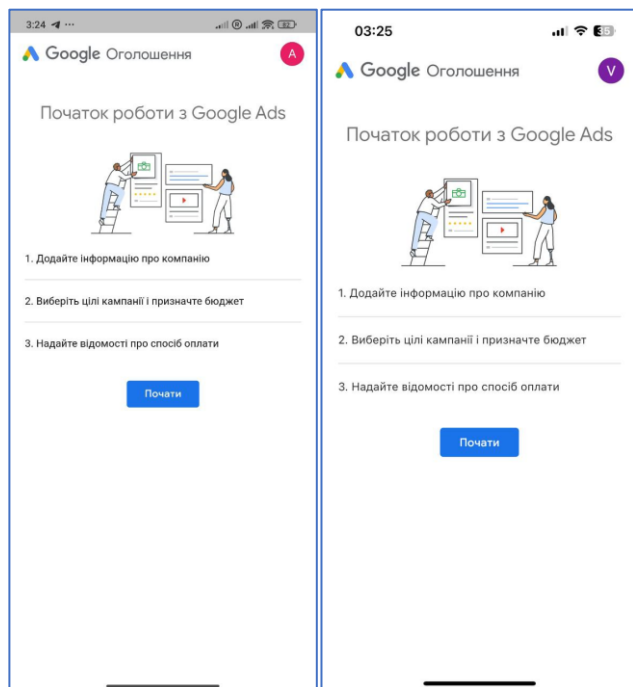 3:24
82
Google Оголошення
A
Початок роботи з Google Ads
1. Додайте інформацію про компанію
2. Виберіть цілі кампанії і призначте бюджет
3. Надайте відомості про спосіб оплати
Почати
03:25
35
Google Оголошення
V
Початок роботи з Google Ads
1. Додайте інформацію про компанію
2. Виберіть цілі кампанії і призначте бюджет
3. Надайте відомості про спосіб оплати
Почати